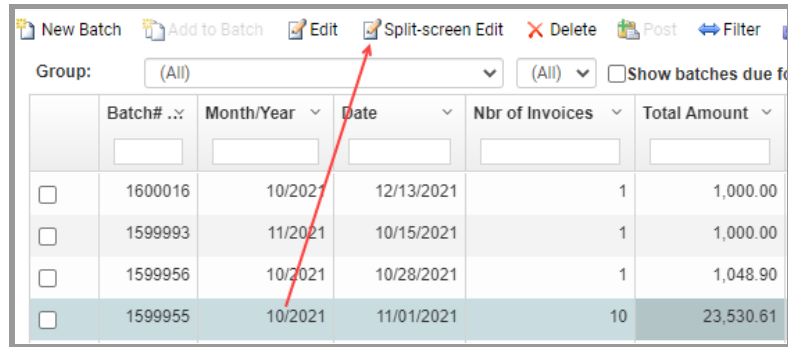 New Batch Add to Batch Edit Split-screen Edit Delete Post Filter
Group: (All) (All) Show batches due fo
Batch# .. Month/Year Date Nbr of Invoices Total Amount
1600016 10/2021 12/13/2021 1 1,000.00
1599993 11/2021 10/15/2021 1 1,000.00
1599956 10/2021 10/28/2021 1 1,048.90
1599955 10/2021 11/01/2021 10 23,530.61